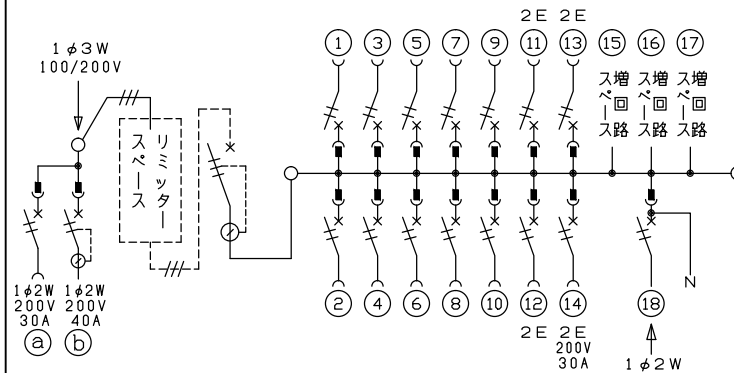 2E 2E
① ③ ⑤ ⑦ ⑨ ⑪ ⑬ ⑮ ⑯ ⑰
1φ3W
100/200V
リミッター
スペース
増回路
スペース
増回路
スペース
増回路
スペース
N
② ④ ⑥ ⑧ ⑩ ⑫ ⑭ ⑱
2E 2E
200V
30A
1φ2W
1φ2W
200V
30A
ⓐ
1φ2W
200V
40A
ⓑ